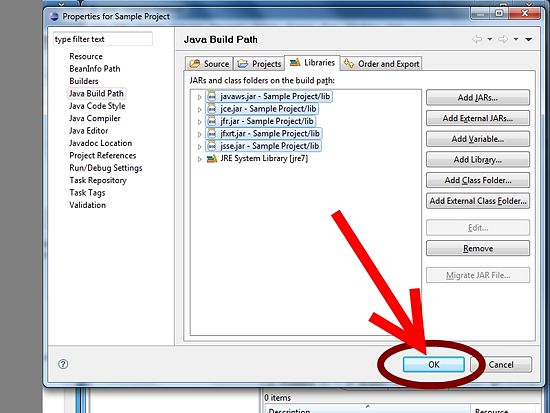 Properties for Sample Project
type filter text
Resource
BeanInfo Path
Builders
Java Build Path
Java Code Style
Java Compiler
Java Editor
Javadoc Location
Project References
Run/Debug Settings
Task Repository
Task Tags
Validation
Java Build Path
Source Projects Libraries Order and Export
JARs and class folders on the build path:
javaws.jar - Sample Project/lib
jce.jar - Sample Project/lib
jfr.jar - Sample Project/lib
jfxrt.jar - Sample Project/lib
jsse.jar - Sample Project/lib
JRE System Library [jre7]
Add JARs...
Add External JARs...
Add Variable...
Add Library...
Add Class Folder...
Add External Class Folder...
Edit...
Remove
Migrate JAR File...
OK Cancel
0 items
Description Resource